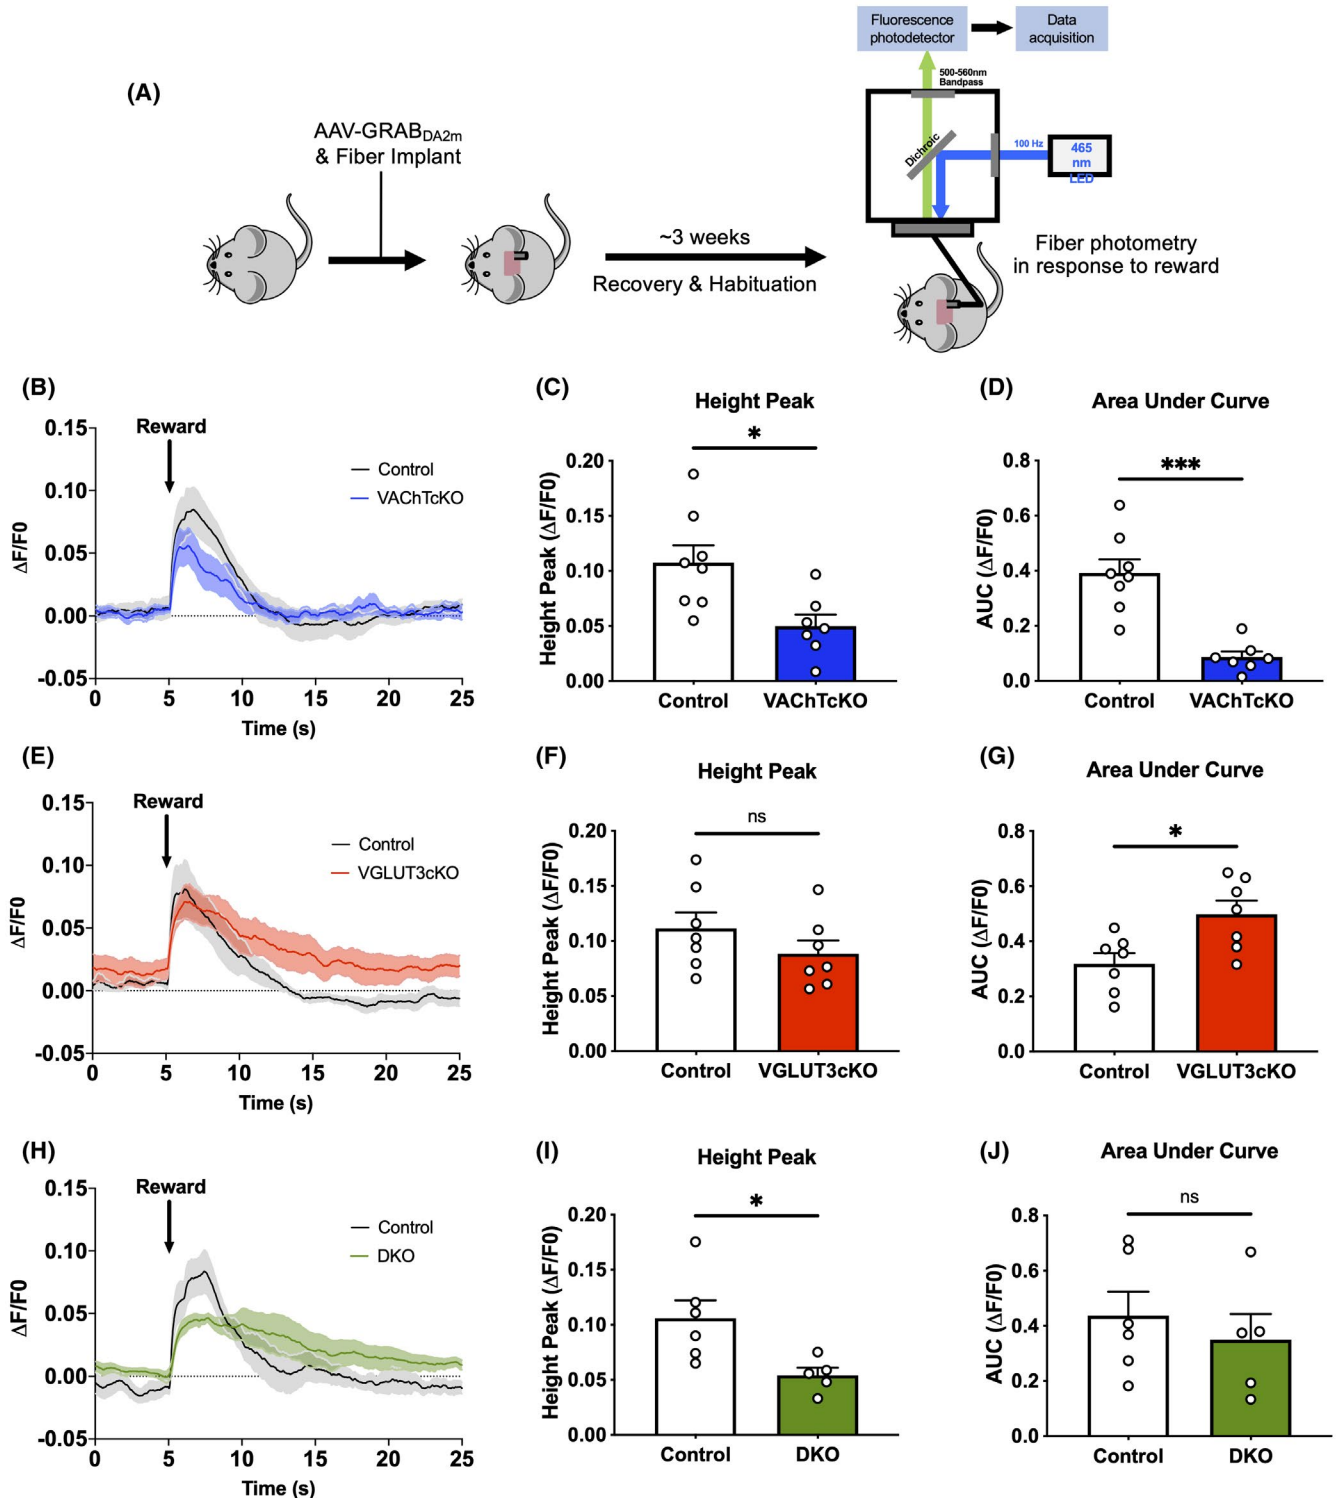 (A)
AAV-GRABDA2m
& Fiber Implant
~3 weeks
Recovery & Habituation
Fluorescence
photodetector
Data
acquisition
500-560nm
Bandpass
Dichroic
100 Hz
465
nm
LED
Fiber photometry
in response to reward
(B)
Reward
Control
VAChTcKO
ΔF/F0
0.15
0.10
0.05
0.00
-0.05
0 5 10 15 20 25
Time (s)
(C)
Height Peak
*
Height Peak (ΔF/F0)
0.20
0.15
0.10
0.05
0.00
Control VAChTcKO
(D)
Area Under Curve
***
AUC (ΔF/F0)
0.8
0.6
0.4
0.2
0.0
Control VAChTcKO
(E)
Reward
Control
VGLUT3cKO
ΔF/F0
0.15
0.10
0.05
0.00
-0.05
0 5 10 15 20 25
Time (s)
(F)
Height Peak
ns
Height Peak (ΔF/F0)
0.20
0.15
0.10
0.05
0.00
Control VGLUT3cKO
(G)
Area Under Curve
*
AUC (ΔF/F0)
0.8
0.6
0.4
0.2
0.0
Control VGLUT3cKO
(H)
Reward
Control
DKO
ΔF/F0
0.15
0.10
0.05
0.00
-0.05
0 5 10 15 20 25
Time (s)
(I)
Height Peak
*
Height Peak (ΔF/F0)
0.20
0.15
0.10
0.05
0.00
Control DKO
(J)
Area Under Curve
ns
AUC (ΔF/F0)
0.8
0.6
0.4
0.2
0.0
Control DKO